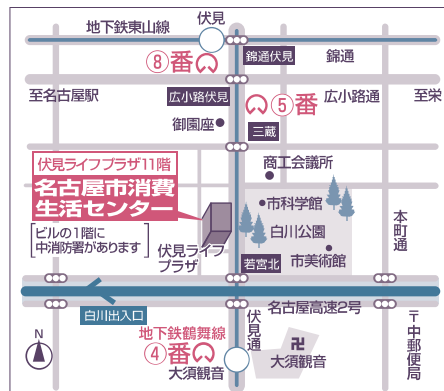 伏見
地下鉄東山線
⑧番
錦通伏見
錦通
至名古屋駅
広小路伏見
⑤番
広小路通
至栄
御園座
三蔵
商工会議所
伏見ライフプラザ11階
名古屋市消費
生活センター
ビルの1階に
中消防署があります
伏見ライフ
プラザ
市科学館
白川公園
市美術館
本町通
若宮北
白川出入口
名古屋高速2号
伏見通
地下鉄鶴舞線
④番
大須観音
大須観音
〒中郵便局
N